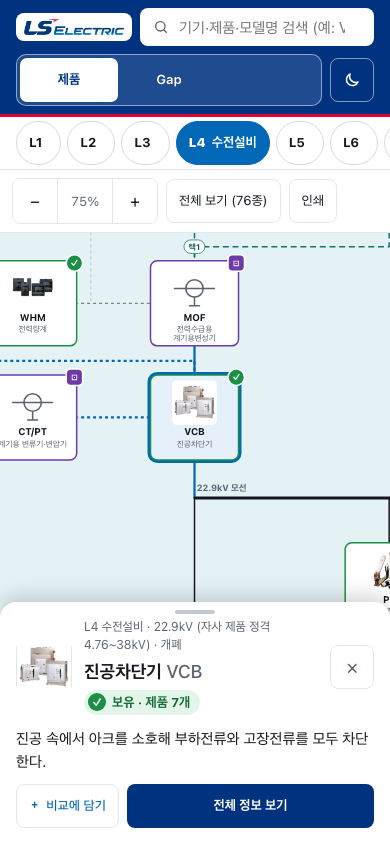 LS ELECTRIC
기기·제품·모델명 검색 (예: V
제품
Gap
L1
L2
L3
L4 수전설비
L5
L6
− 75% +
전체 보기 (76종)
인쇄
택1
WHM
전력량계
MOF
전력수급용
계기용변성기
CT/PT
계기용 변류기·변압기
VCB
진공차단기
22.9kV 모선
P
L4 수전설비 · 22.9kV (자사 제품 정격
4.76~38kV) · 개폐
진공차단기 VCB
보유 · 제품 7개
진공 속에서 아크를 소호해 부하전류와 고장전류를 모두 차단
한다.
+ 비교에 담기
전체 정보 보기